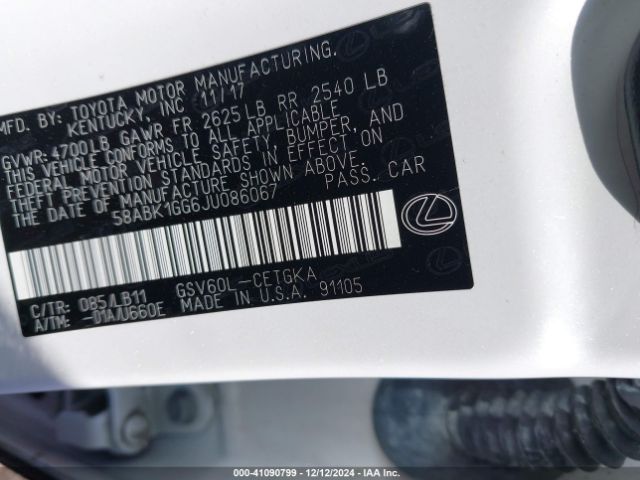 MFD. BY: TOYOTA MOTOR MANUFACTURING.
KENTUCKY, INC 11/17
GVWR: 4700LB GAWR FR 2625LB RR 2540 LB
THIS VEHICLE CONFORMS TO ALL APPLICABLE
FEDERAL MOTOR VEHICLE SAFETY, BUMPER, AND
THEFT PREVENTION STANDARDS IN EFFECT ON
THE DATE OF MANUFACTURE SHOWN ABOVE.
58ABK1GG6JU086067 PASS. CAR
C/TR: 085/LB11 GSV60L-CETGKA
A/TM: -01A/U660E MADE IN U.S.A. 91105
000-41090799 - 12/12/2024 - IAA Inc.